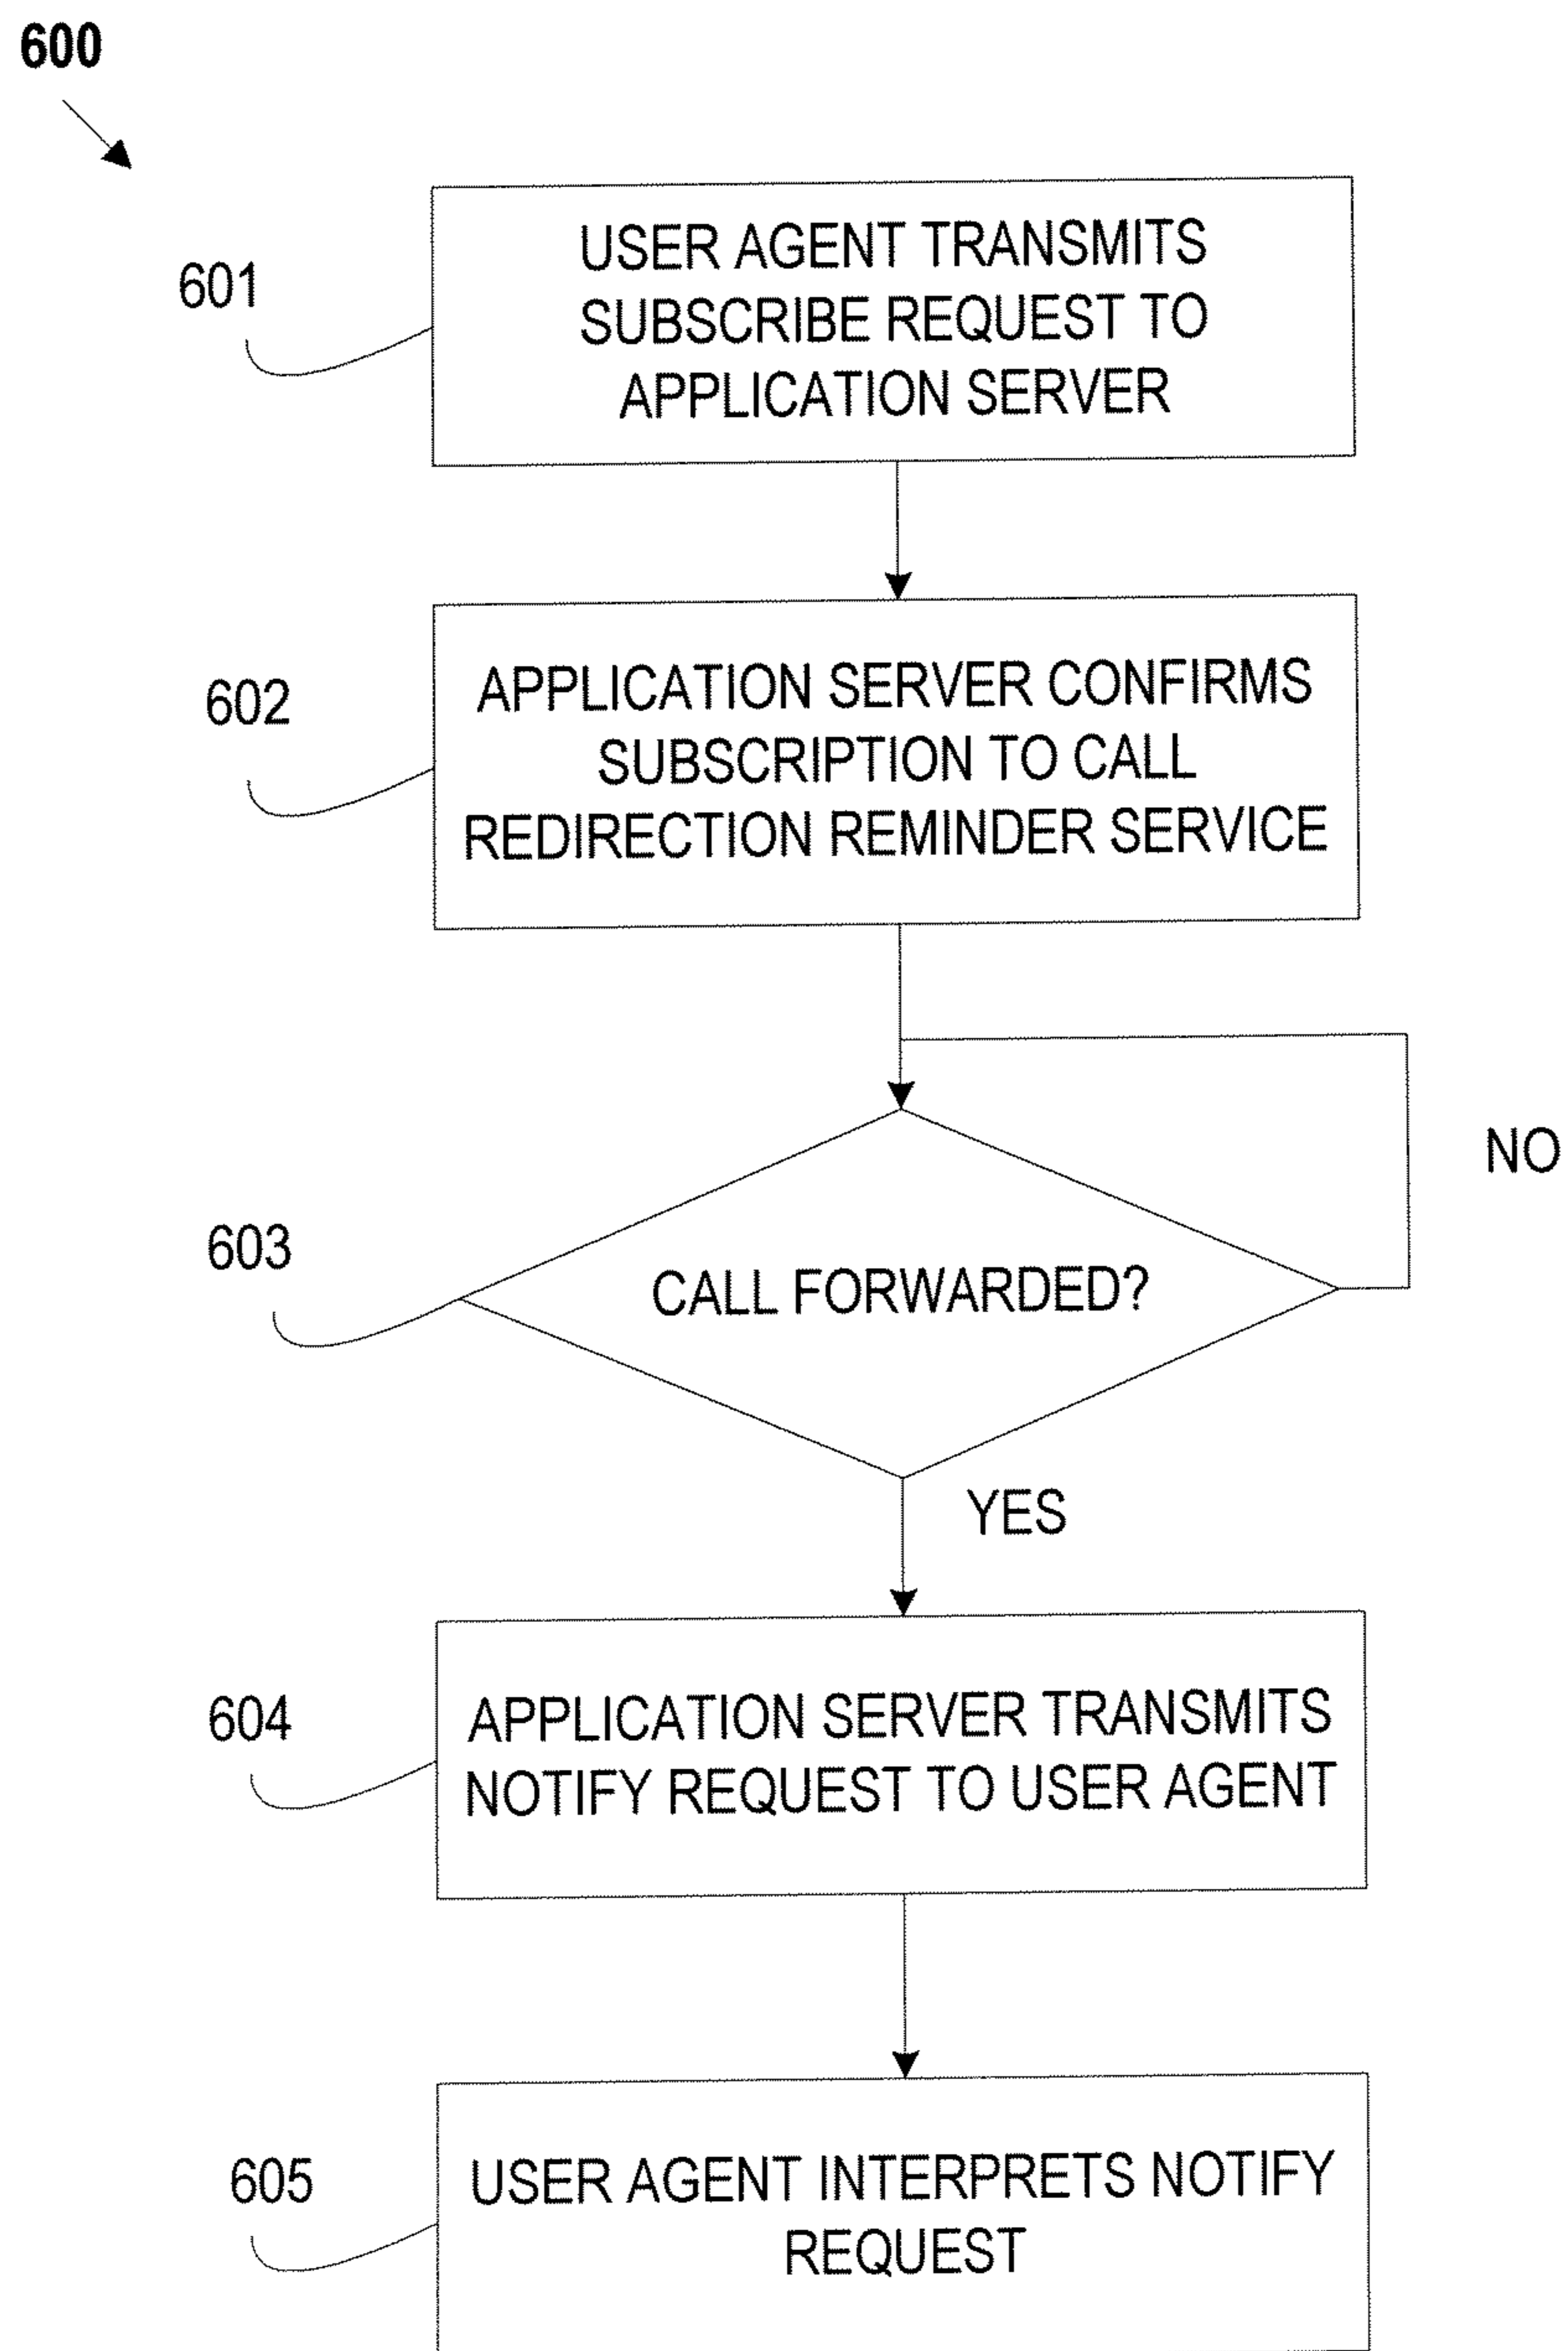 600
601
USER AGENT TRANSMITS
SUBSCRIBE REQUEST TO
APPLICATION SERVER
602
APPLICATION SERVER CONFIRMS
SUBSCRIPTION TO CALL
REDIRECTION REMINDER SERVICE
NO
603
CALL FORWARDED?
YES
604
APPLICATION SERVER TRANSMITS
NOTIFY REQUEST TO USER AGENT
605
USER AGENT INTERPRETS NOTIFY
REQUEST